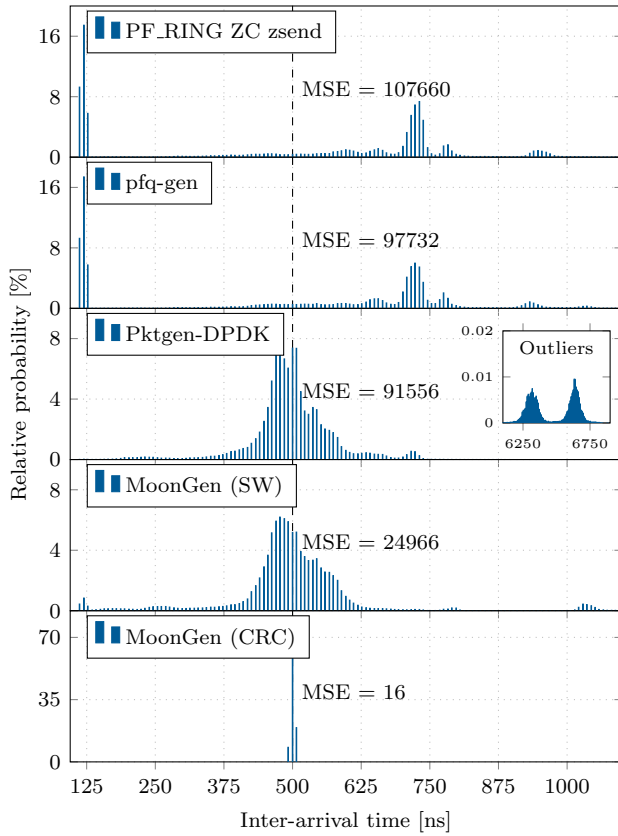 PF_RING ZC zsend
16
8
0
MSE = 107660
pfq-gen
16
8
0
MSE = 97732
Relative probability [%]
Pktgen-DPDK
8
4
0
MSE = 91556
Outliers
0.02
0.01
0
6250 6750
MoonGen (SW)
8
4
0
MSE = 24966
MoonGen (CRC)
70
35
0
MSE = 16
125 250 375 500 625 750 875 1000
Inter-arrival time [ns]